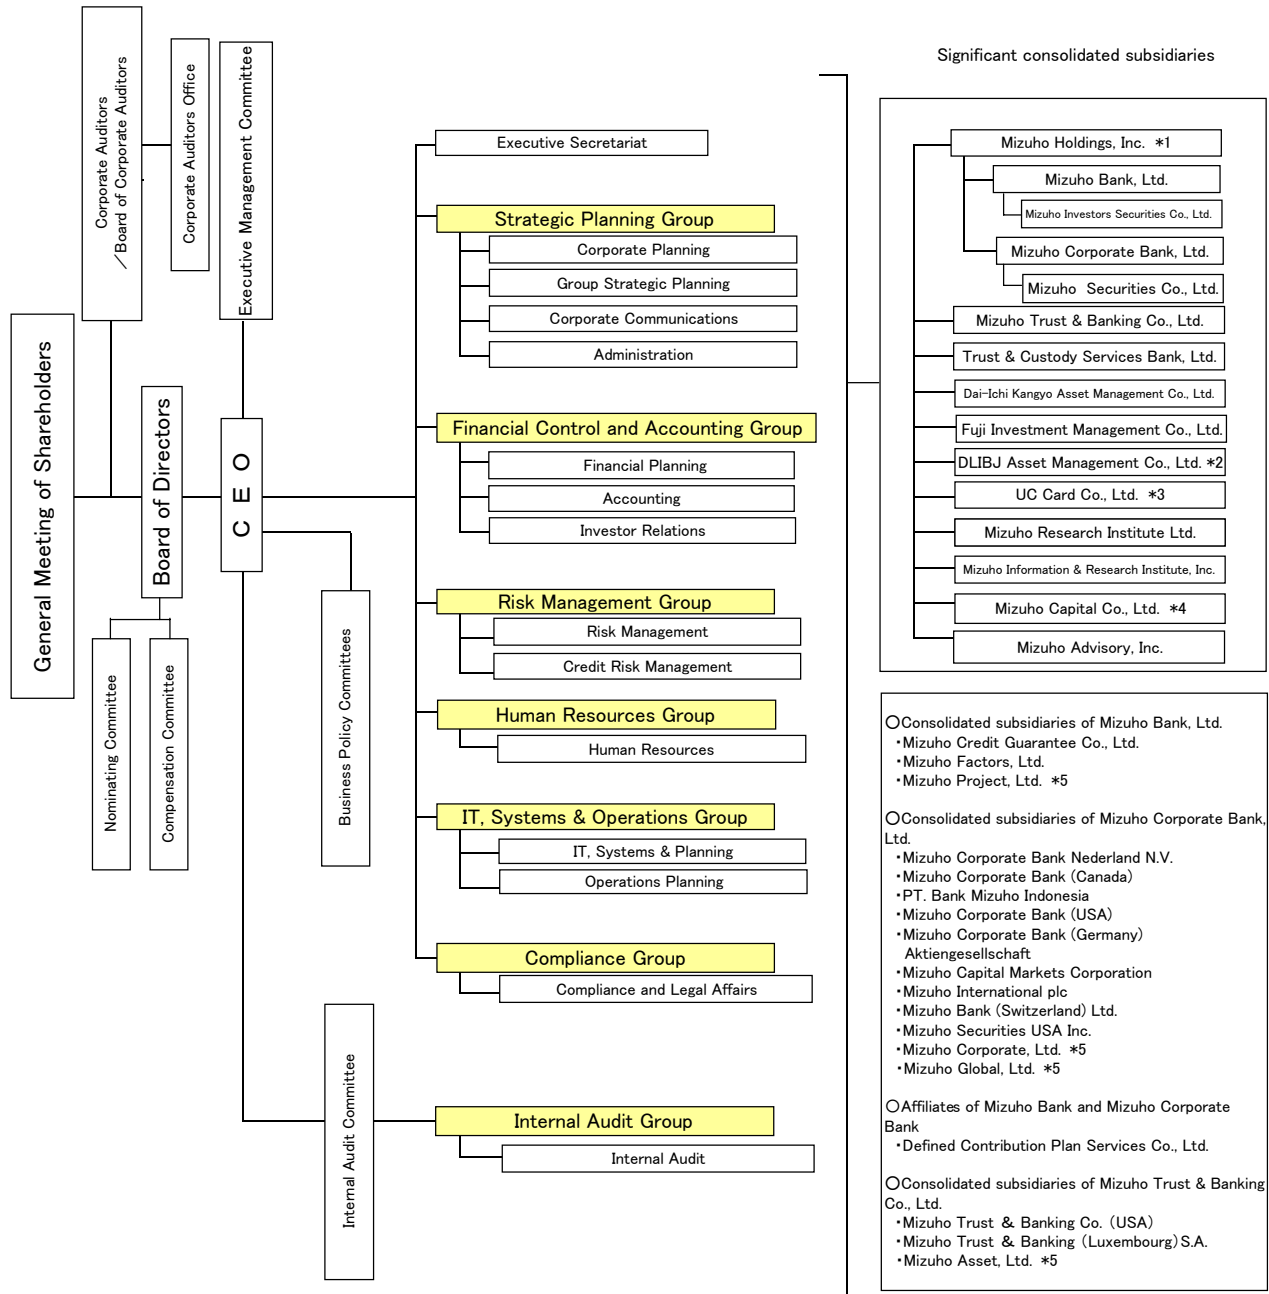 General Meeting of Shareholders
Corporate Auditors
／Board of Corporate Auditors
Corporate Auditors Office
Executive Management Committee
Board of Directors
C E O
Nominating Committee
Compensation Committee
Business Policy Committees
Internal Audit Committee
Executive Secretariat
Strategic Planning Group
Corporate Planning
Group Strategic Planning
Corporate Communications
Administration
Financial Control and Accounting Group
Financial Planning
Accounting
Investor Relations
Risk Management Group
Risk Management
Credit Risk Management
Human Resources Group
Human Resources
IT, Systems & Operations Group
IT, Systems & Planning
Operations Planning
Compliance Group
Compliance and Legal Affairs
Internal Audit Group
Internal Audit
Significant consolidated subsidiaries
Mizuho Holdings, Inc. *1
Mizuho Bank, Ltd.
Mizuho Investors Securities Co., Ltd.
Mizuho Corporate Bank, Ltd.
Mizuho Securities Co., Ltd.
Mizuho Trust & Banking Co., Ltd.
Trust & Custody Services Bank, Ltd.
Dai-Ichi Kangyo Asset Management Co., Ltd.
Fuji Investment Management Co., Ltd.
DLIBJ Asset Management Co., Ltd. *2
UC Card Co., Ltd. *3
Mizuho Research Institute Ltd.
Mizuho Information & Research Institute, Inc.
Mizuho Capital Co., Ltd. *4
Mizuho Advisory, Inc.
○Consolidated subsidiaries of Mizuho Bank, Ltd.
・Mizuho Credit Guarantee Co., Ltd.
・Mizuho Factors, Ltd.
・Mizuho Project, Ltd. *5
○Consolidated subsidiaries of Mizuho Corporate Bank,
Ltd.
・Mizuho Corporate Bank Nederland N.V.
・Mizuho Corporate Bank (Canada)
・PT. Bank Mizuho Indonesia
・Mizuho Corporate Bank (USA)
・Mizuho Corporate Bank (Germany)
Aktiengesellschaft
・Mizuho Capital Markets Corporation
・Mizuho International plc
・Mizuho Bank (Switzerland) Ltd.
・Mizuho Securities USA Inc.
・Mizuho Corporate, Ltd. *5
・Mizuho Global, Ltd. *5
○Affiliates of Mizuho Bank and Mizuho Corporate
Bank
・Defined Contribution Plan Services Co., Ltd.
○Consolidated subsidiaries of Mizuho Trust & Banking
Co., Ltd.
・Mizuho Trust & Banking Co. (USA)
・Mizuho Trust & Banking (Luxembourg) S.A.
・Mizuho Asset, Ltd. *5